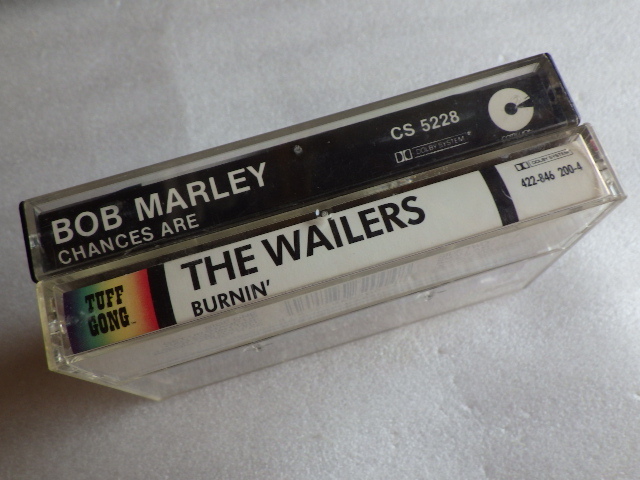 BOB MARLEY
CHANCES ARE
CS 5228
DOLBY SYSTEM
TUFF
GONG
THE WAILERS
BURNIN'
DOLBY SYSTEM
422-846 200-4